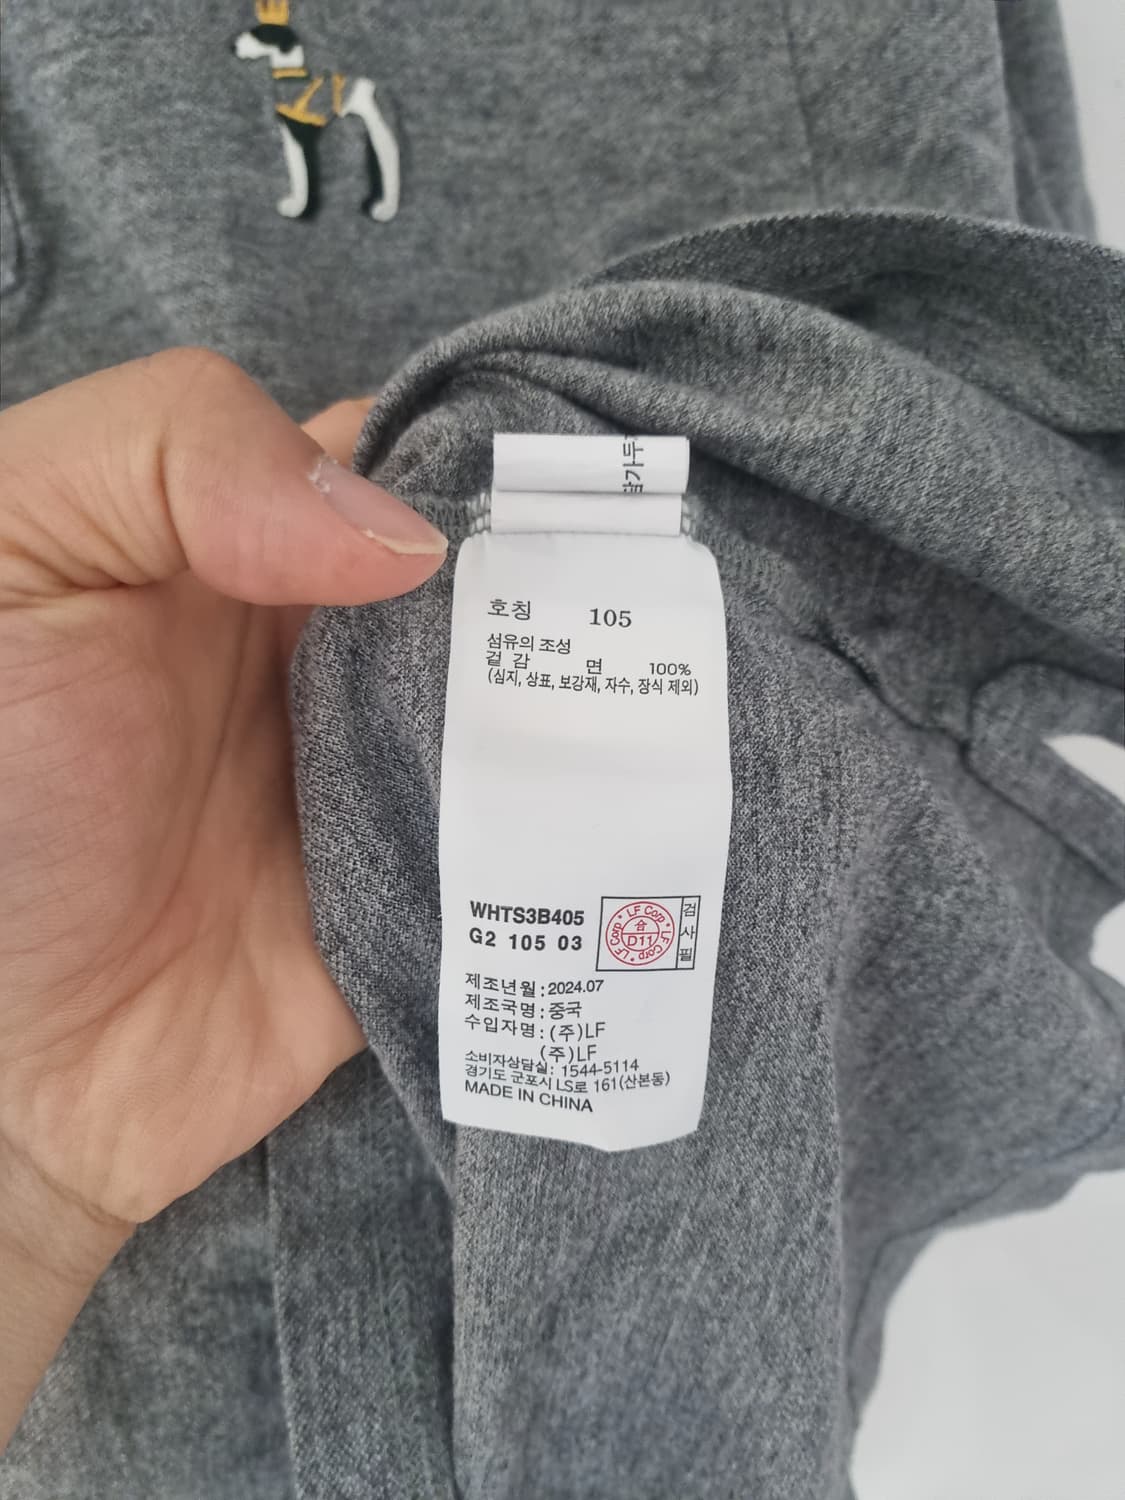 호칭 105
섬유의 조성
겉 감 면 100%
(심지, 상표, 보강재, 자수, 장식 제외)
WHTS3B405
G2 105 03
LF Corp LF Corp LF Corp
合
D11
검사필
제조년월:2024.07
제조국명:중국
수입자명:(주)LF
(주)LF
소비자상담실: 1544-5114
경기도 군포시 LS로 161(산본동)
MADE IN CHINA